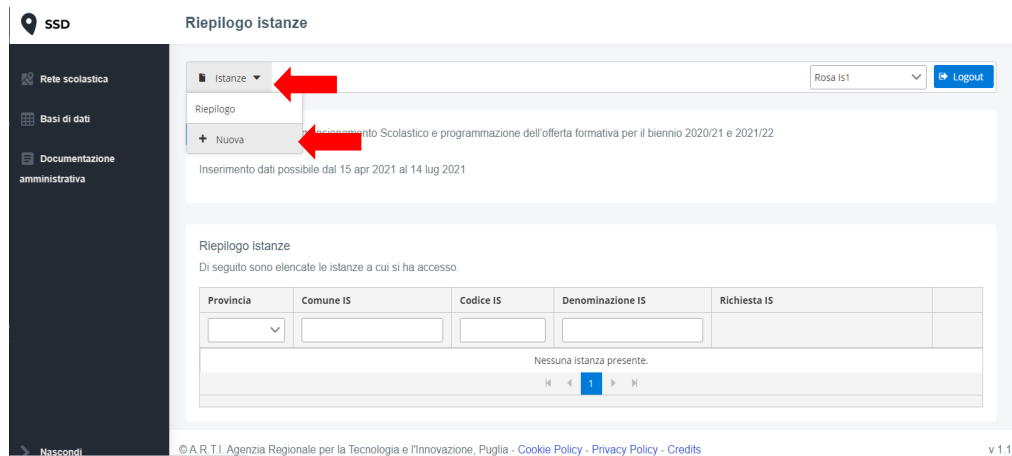 SSD
Riepilogo istanze
Rete scolastica
Basi di dati
Documentazione
amministrativa
Nascondi
Istanze
Rosa Is1
Logout
Riepilogo
+ Nuova
Scolastico e programmazione dell'offerta formativa per il biennio 2020/21 e 2021/22
Inserimento dati possibile dal 15 apr 2021 al 14 lug 2021
Riepilogo istanze
Di seguito sono elencate le istanze a cui si ha accesso.
Provincia Comune IS Codice IS Denominazione IS Richiesta IS
Nessuna istanza presente.
1
© A.R.T.I. Agenzia Regionale per la Tecnologia e l'Innovazione, Puglia - Cookie Policy - Privacy Policy - Credits
v 1.1